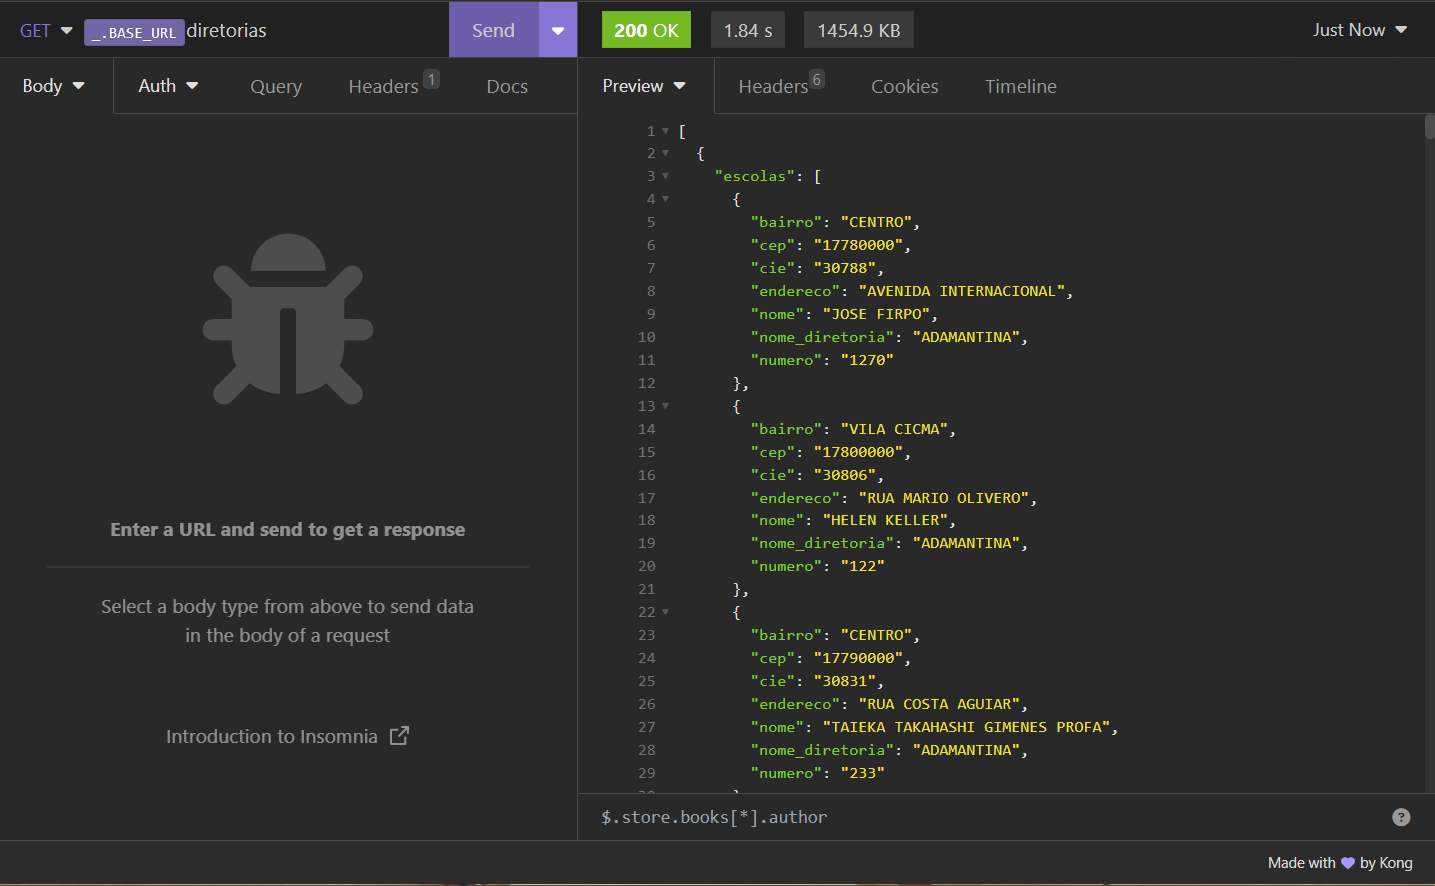 GET _.BASE_URL diretorias Send 200 OK 1.84 s 1454.9 KB Just Now
Body Auth Query Headers 1 Docs
Preview Headers 6 Cookies Timeline
Enter a URL and send to get a response
Select a body type from above to send data
in the body of a request
Introduction to Insomnia
1 [
2 {
3 "escolas": [
4 {
5 "bairro": "CENTRO",
6 "cep": "17780000",
7 "cie": "30788",
8 "endereco": "AVENIDA INTERNACIONAL",
9 "nome": "JOSE FIRPO",
10 "nome_diretoria": "ADAMANTINA",
11 "numero": "1270"
12 },
13 {
14 "bairro": "VILA CICMA",
15 "cep": "17800000",
16 "cie": "30806",
17 "endereco": "RUA MARIO OLIVERO",
18 "nome": "HELEN KELLER",
19 "nome_diretoria": "ADAMANTINA",
20 "numero": "122"
21 },
22 {
23 "bairro": "CENTRO",
24 "cep": "17790000",
25 "cie": "30831",
26 "endereco": "RUA COSTA AGUIAR",
27 "nome": "TAIEKA TAKAHASHI GIMENES PROFA",
28 "nome_diretoria": "ADAMANTINA",
29 "numero": "233"
$.store.books[*].author ?
Made with 💜 by Kong